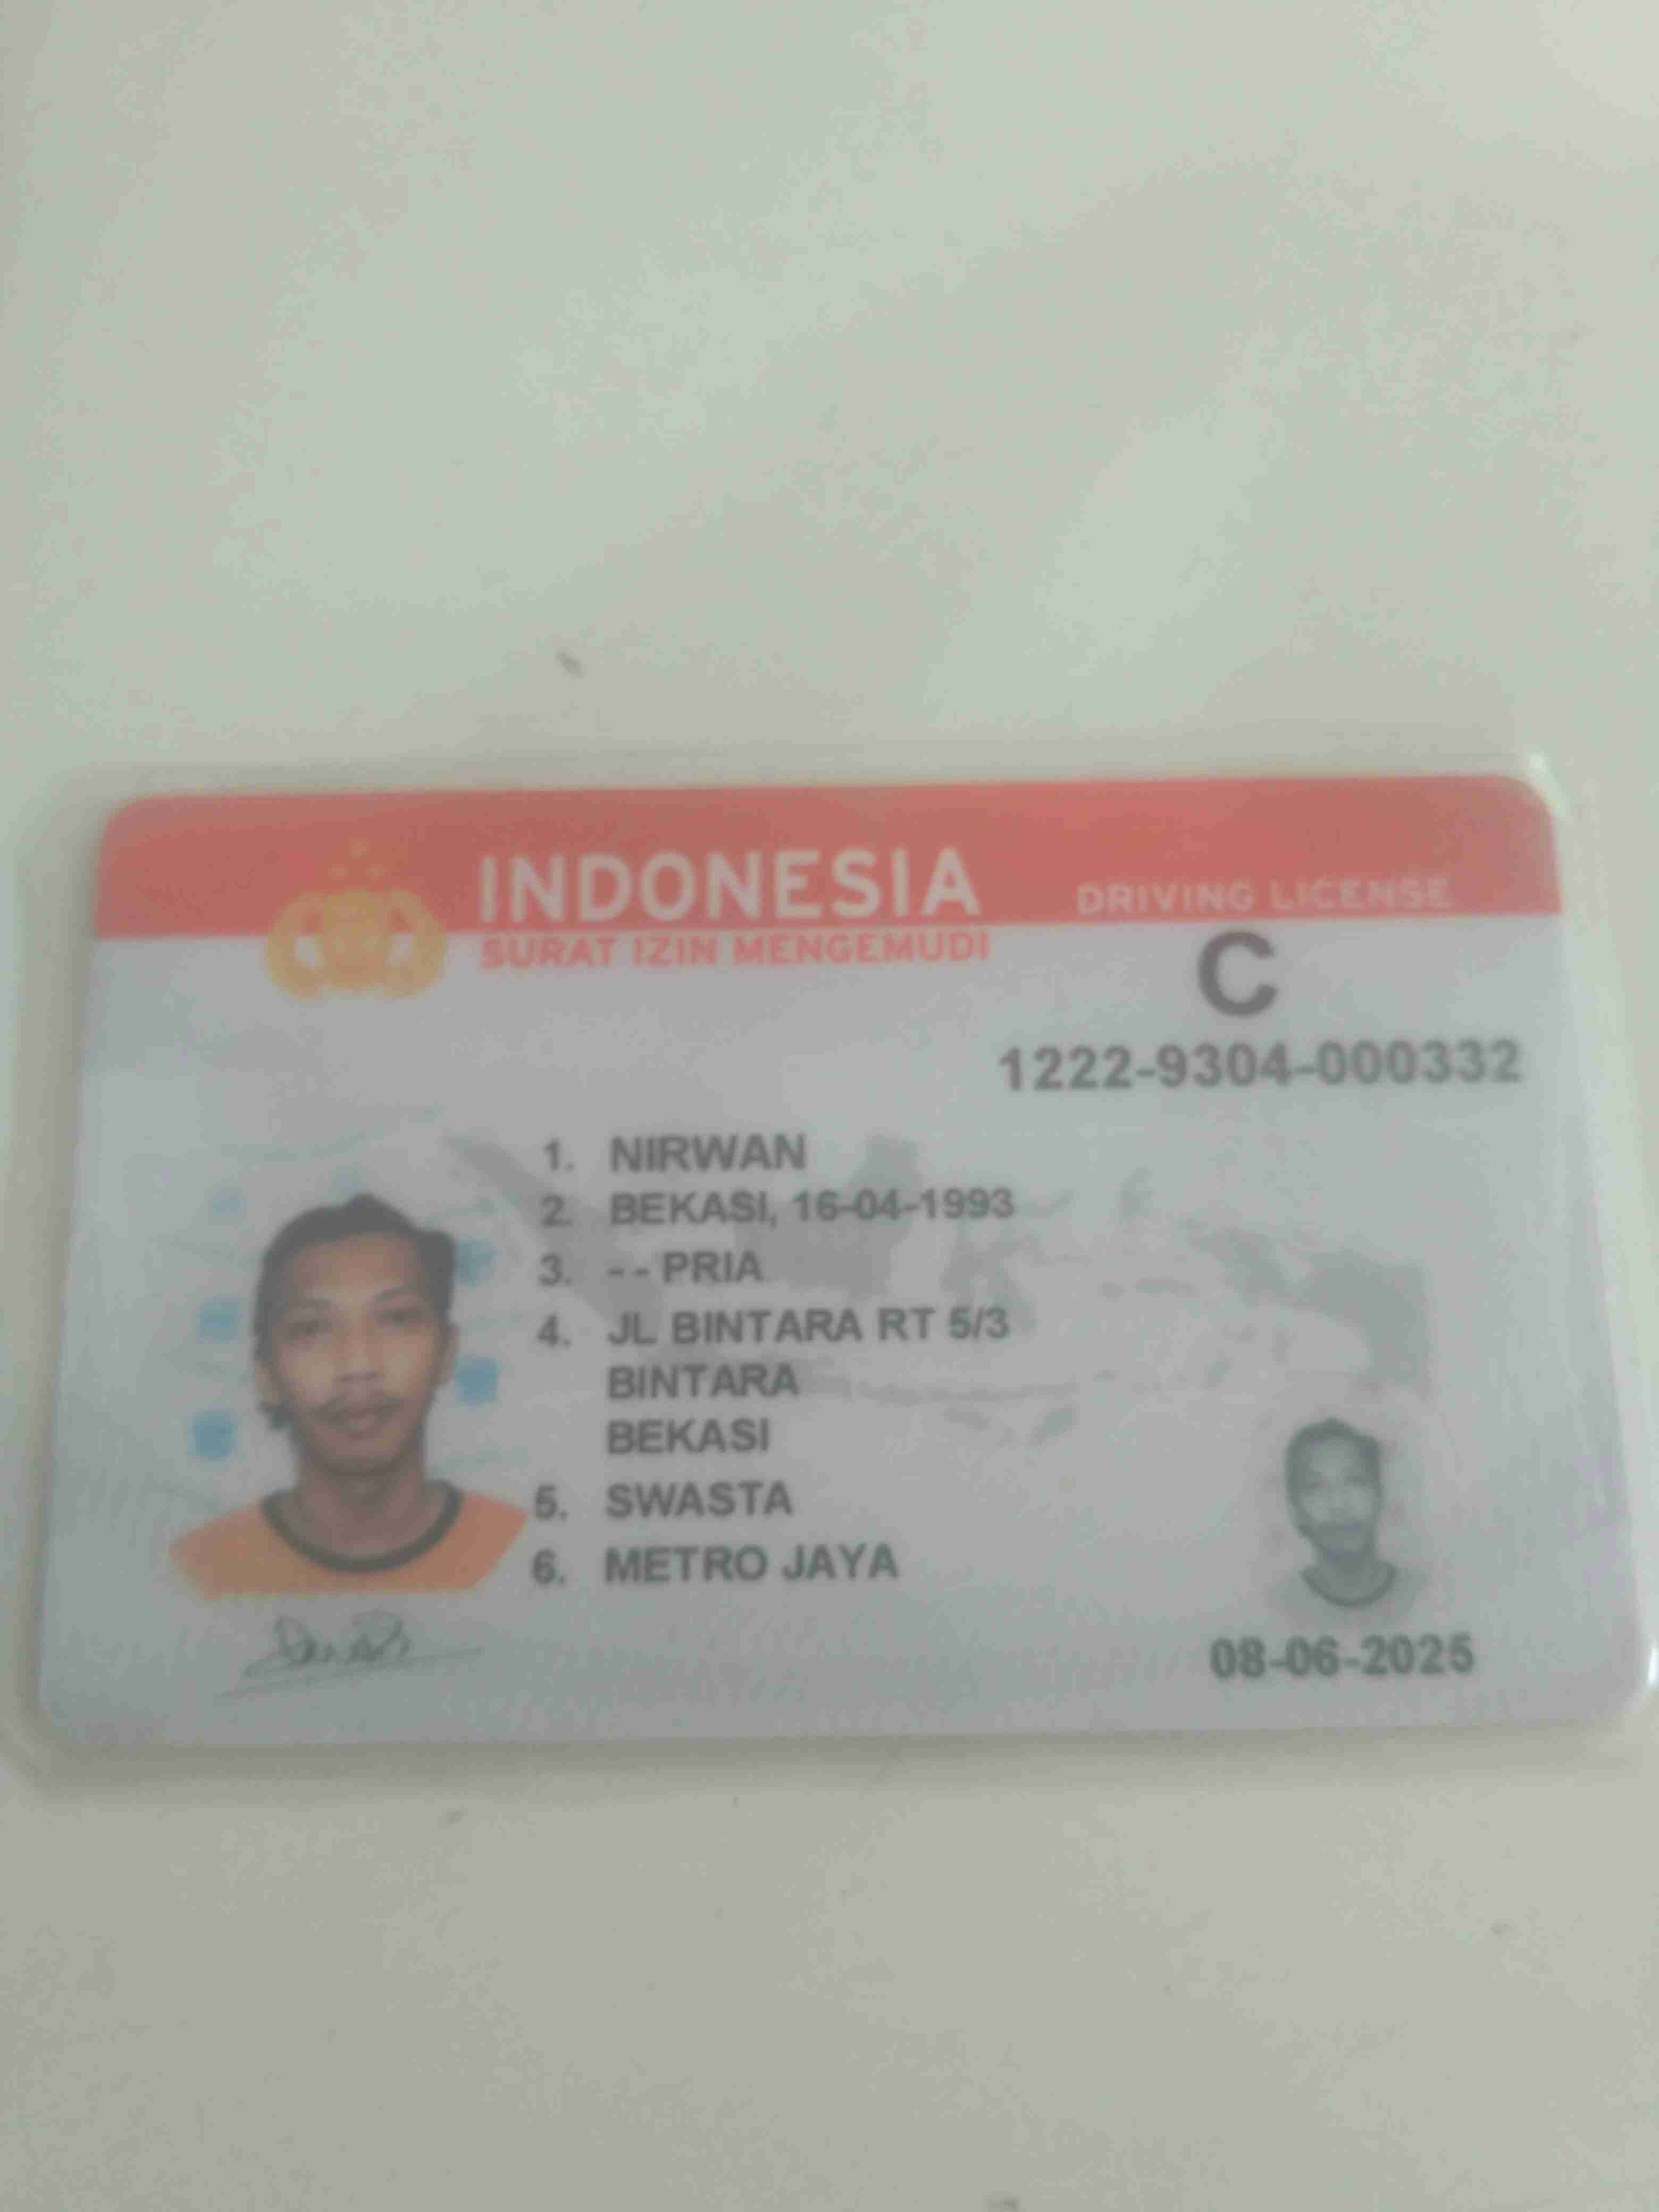 INDONESIA
DRIVING LICENSE
SURAT IZIN MENGEMUDI
C
1222-9304-000332
1. NIRWAN
2. BEKASI, 16-04-1993
3. -- PRIA
4. JL BINTARA RT 5/3
BINTARA
BEKASI
5. SWASTA
6. METRO JAYA
08-06-2025